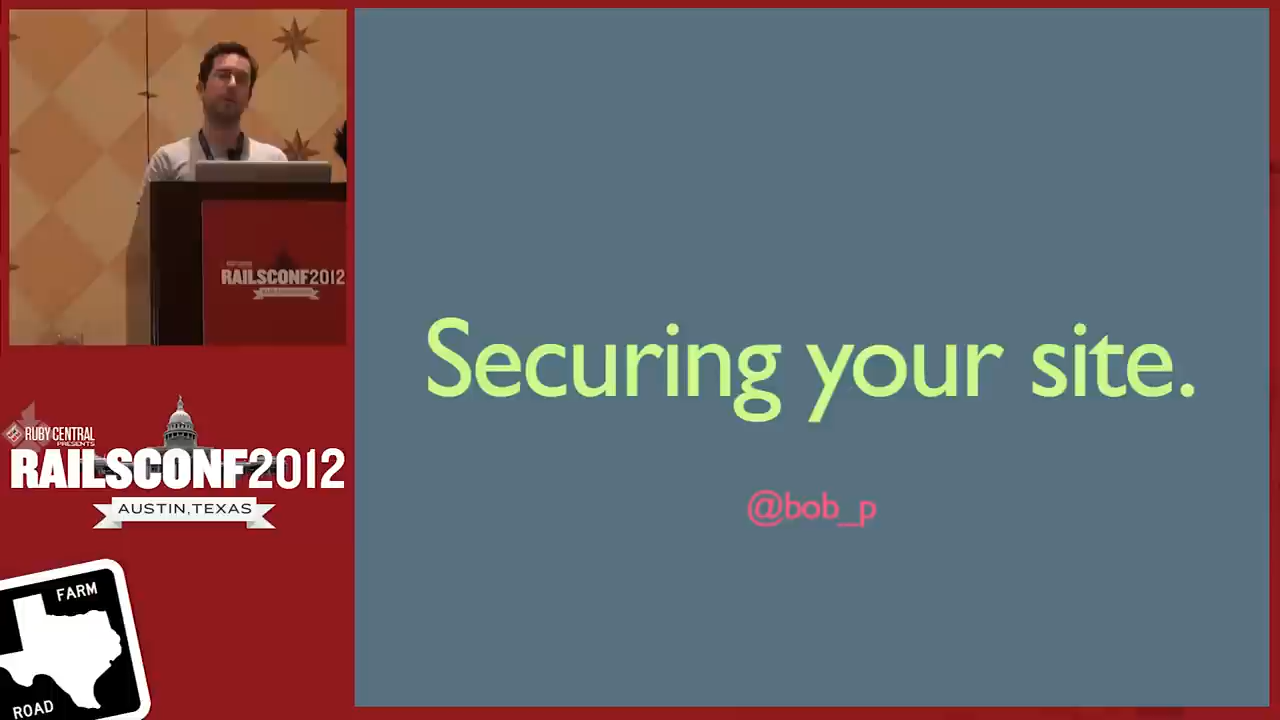 RAILSCONF2012
RUBY CENTRAL
PRESENTS
RAILSCONF2012
AUSTIN, TEXAS
FARM
ROAD
Securing your site.
@bob_p